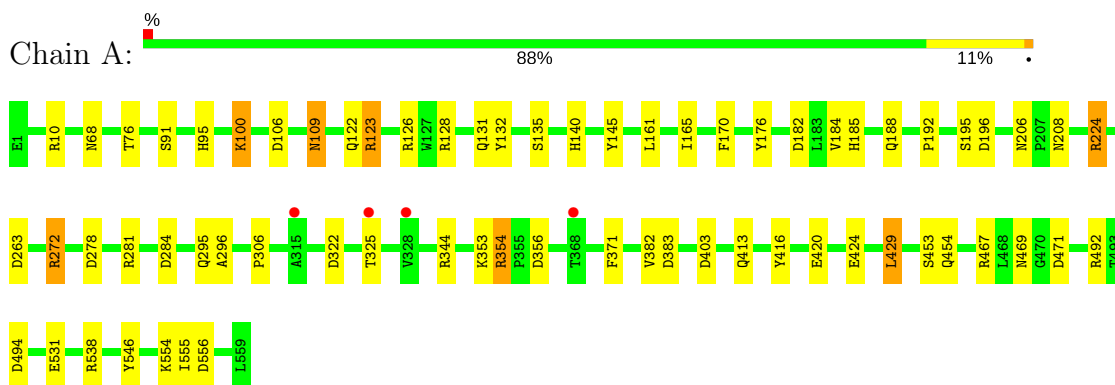 %
Chain A:
88% 11% •
E1 R10 N68 T76 S91 H95 K100 D106 N109 Q122 R123 R126 W127 R128 Q131 Y132 S135 H140 Y145 L161 I165 F170 Y176 D182 L183 V184 H185 Q188 P192 S195 D196 N206 P207 N208 R224
D263 R272 D278 R281 D284 Q295 A296 P306 A315 D322 T325 V328 R344 K353 R354 P355 D356 T368 F371 V382 D383 D403 Q413 Y416 E420 E424 L429 S453 Q454 R467 L468 N469 G470 D471 R492 T493
D494 E531 R538 Y546 K554 I555 D556 L559